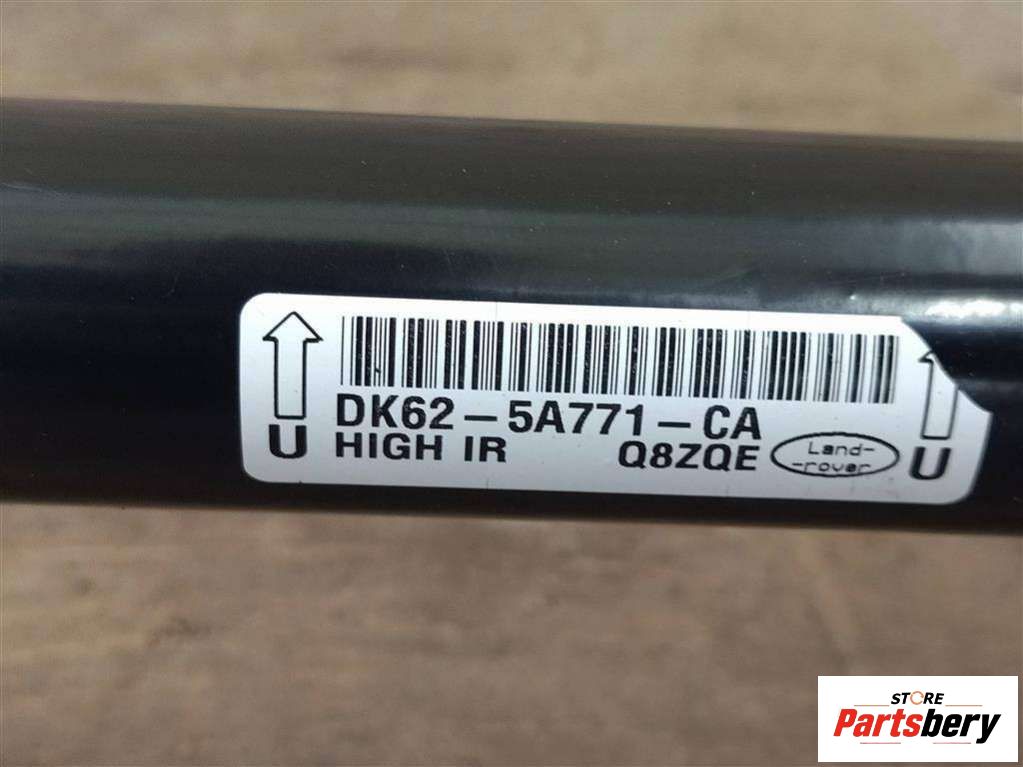 DK62-5A771-CA
U HIGH IR Q8ZQE Land-
-rover U
STORE
Partsbery